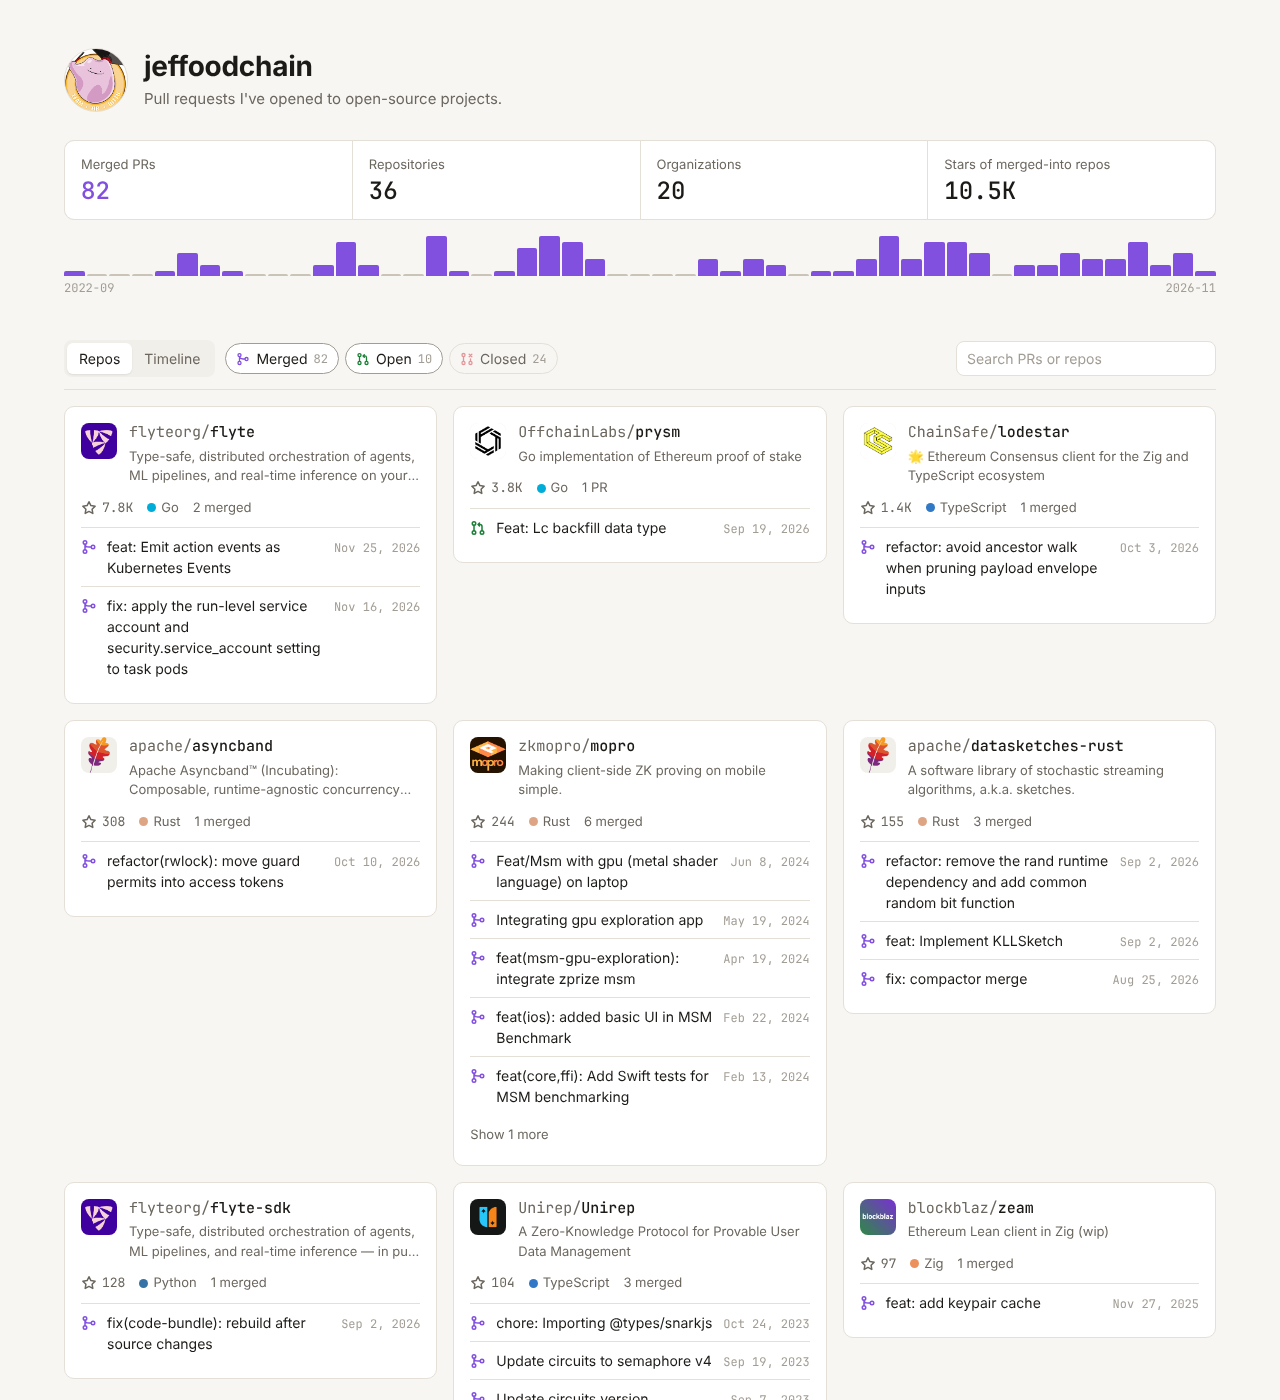 jeffoodchain
Pull requests I've opened to open-source projects.
Merged PRs
82
Repositories
36
Organizations
20
Stars of merged-into repos
10.5K
2022-09
2026-11
Repos
Timeline
Merged 82
Open 10
Closed 24
Search PRs or repos
flyteorg/flyte
Type-safe, distributed orchestration of agents,
ML pipelines, and real-time inference on your...
7.8K Go 2 merged
feat: Emit action events as Nov 25, 2026
Kubernetes Events
fix: apply the run-level service Nov 16, 2026
account and
security.service_account setting
to task pods
OffchainLabs/prysm
Go implementation of Ethereum proof of stake
3.8K Go 1 PR
Feat: Lc backfill data type Sep 19, 2026
ChainSafe/lodestar
🌟 Ethereum Consensus client for the Zig and
TypeScript ecosystem
1.4K TypeScript 1 merged
refactor: avoid ancestor walk Oct 3, 2026
when pruning payload envelope
inputs
apache/asyncband
Apache Asyncband™ (Incubating):
Composable, runtime-agnostic concurrency...
308 Rust 1 merged
refactor(rwlock): move guard Oct 10, 2026
permits into access tokens
mopro
zkmopro/mopro
Making client-side ZK proving on mobile
simple.
244 Rust 6 merged
Feat/Msm with gpu (metal shader Jun 8, 2024
language) on laptop
Integrating gpu exploration app May 19, 2024
feat(msm-gpu-exploration): Apr 19, 2024
integrate zprize msm
feat(ios): added basic UI in MSM Feb 22, 2024
Benchmark
feat(core,ffi): Add Swift tests for Feb 13, 2024
MSM benchmarking
Show 1 more
apache/datasketches-rust
A software library of stochastic streaming
algorithms, a.k.a. sketches.
155 Rust 3 merged
refactor: remove the rand runtime Sep 2, 2026
dependency and add common
random bit function
feat: Implement KLLSketch Sep 2, 2026
fix: compactor merge Aug 25, 2026
flyteorg/flyte-sdk
Type-safe, distributed orchestration of agents,
ML pipelines, and real-time inference — in pu...
128 Python 1 merged
fix(code-bundle): rebuild after Sep 2, 2026
source changes
Unirep/Unirep
A Zero-Knowledge Protocol for Provable User
Data Management
104 TypeScript 3 merged
chore: Importing @types/snarkjs Oct 24, 2023
Update circuits to semaphore v4 Sep 19, 2023
Update circuits version Sep 7, 2023
blockblaz
blockblaz/zeam
Ethereum Lean client in Zig (wip)
97 Zig 1 merged
feat: add keypair cache Nov 27, 2025